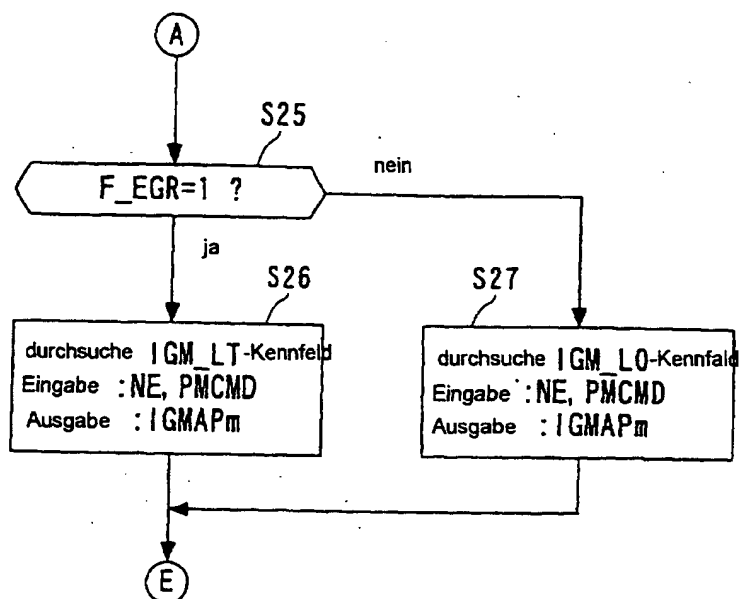 A
S25
F_EGR=1 ?
nein
ja
S26
durchsuche IGM_LT-Kennfeld
Eingabe :NE, PMCMD
Ausgabe :IGMAPm
S27
durchsuche IGM_LO-Kennfald
Eingabe :NE, PMCMD
Ausgabe :IGMAPm
E